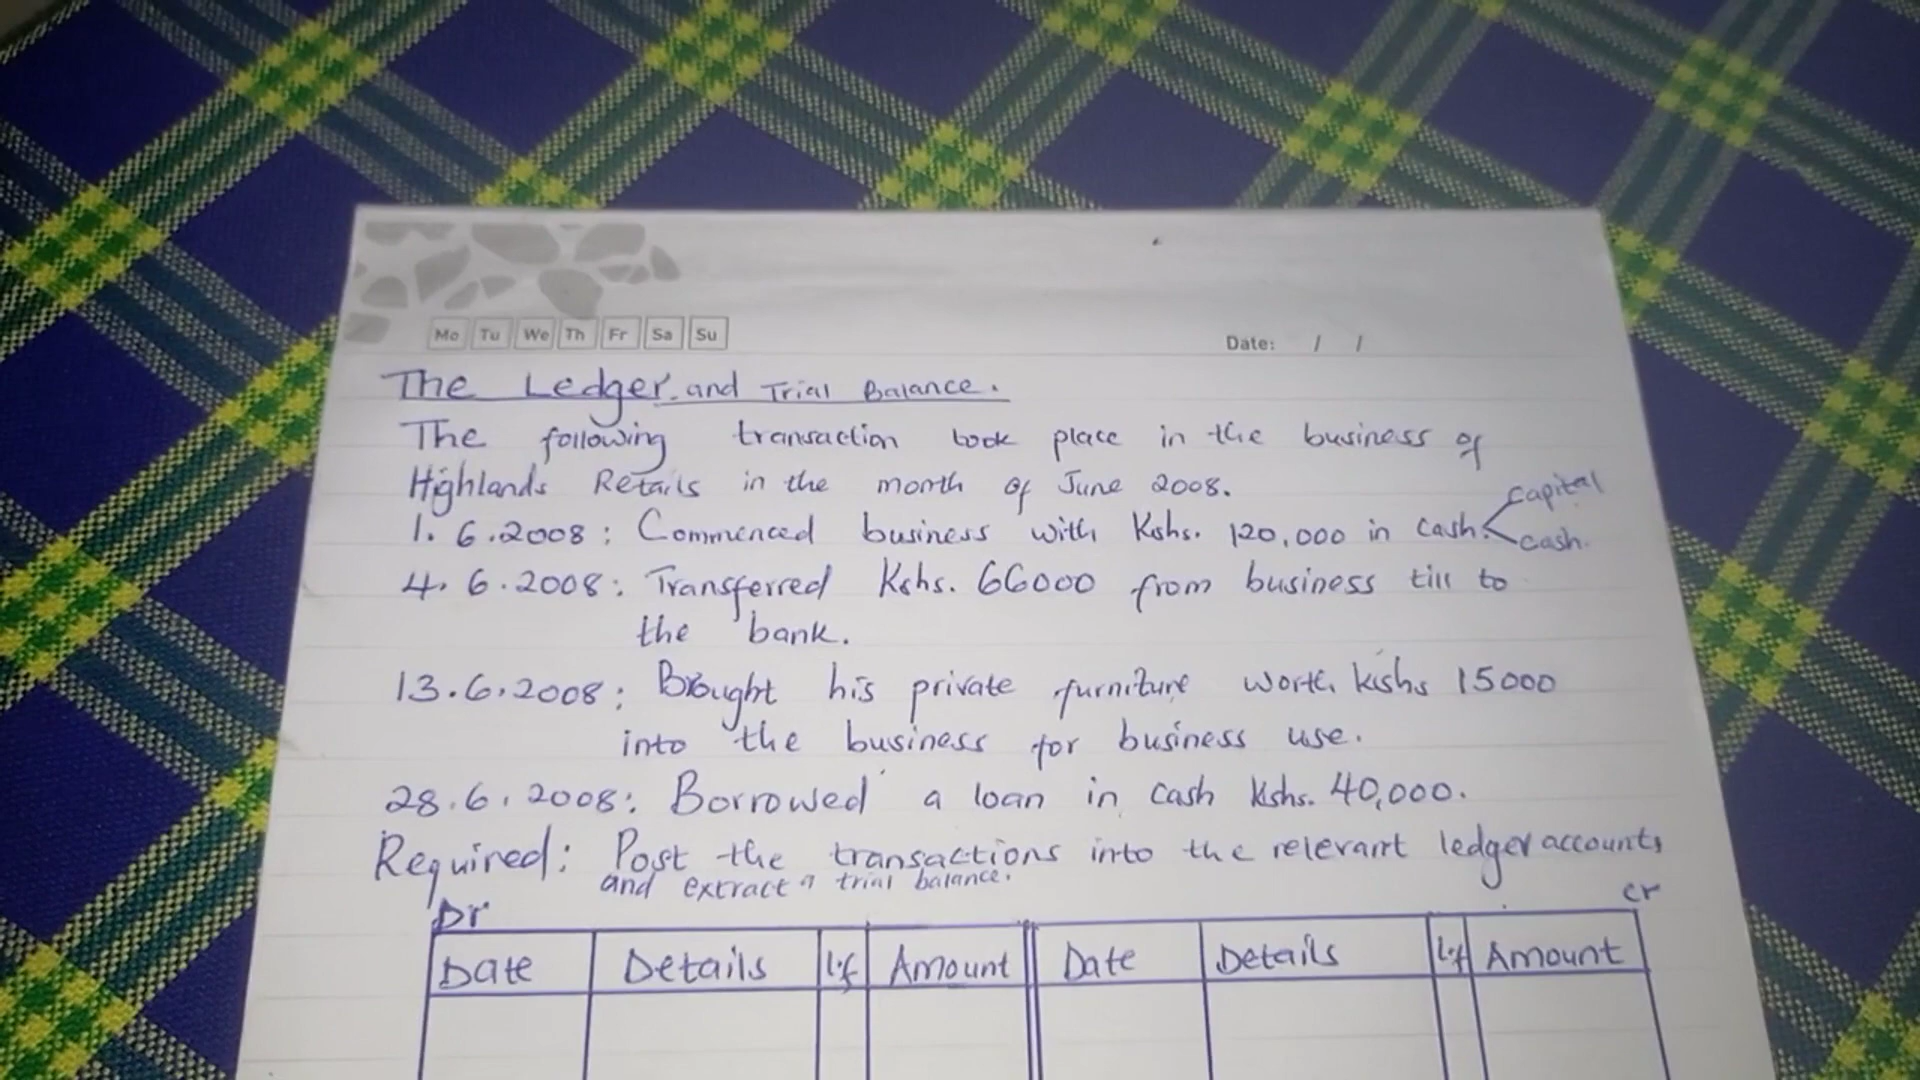 Mo Tu We Th Fr Sa Su
Date: / /
The Ledger and Trial Balance.
The following transaction took place in the business of
Highlands Retails in the month of June 2008.
capital
1. 6.2008: Commenced business with Kshs. 120,000 in cash.
cash.
4. 6.2008: Transferred Kshs. 66000 from business till to
the bank.
13.6.2008: Brought his private furniture worth kshs 15000
into the business for business use.
28.6.2008: Borrowed a loan in cash kshs. 40,000.
Required: Post the transactions into the relevant ledger accounts
and extract a trial balance.
Dr cr
Date Details l.f Amount Date Details l.f Amount